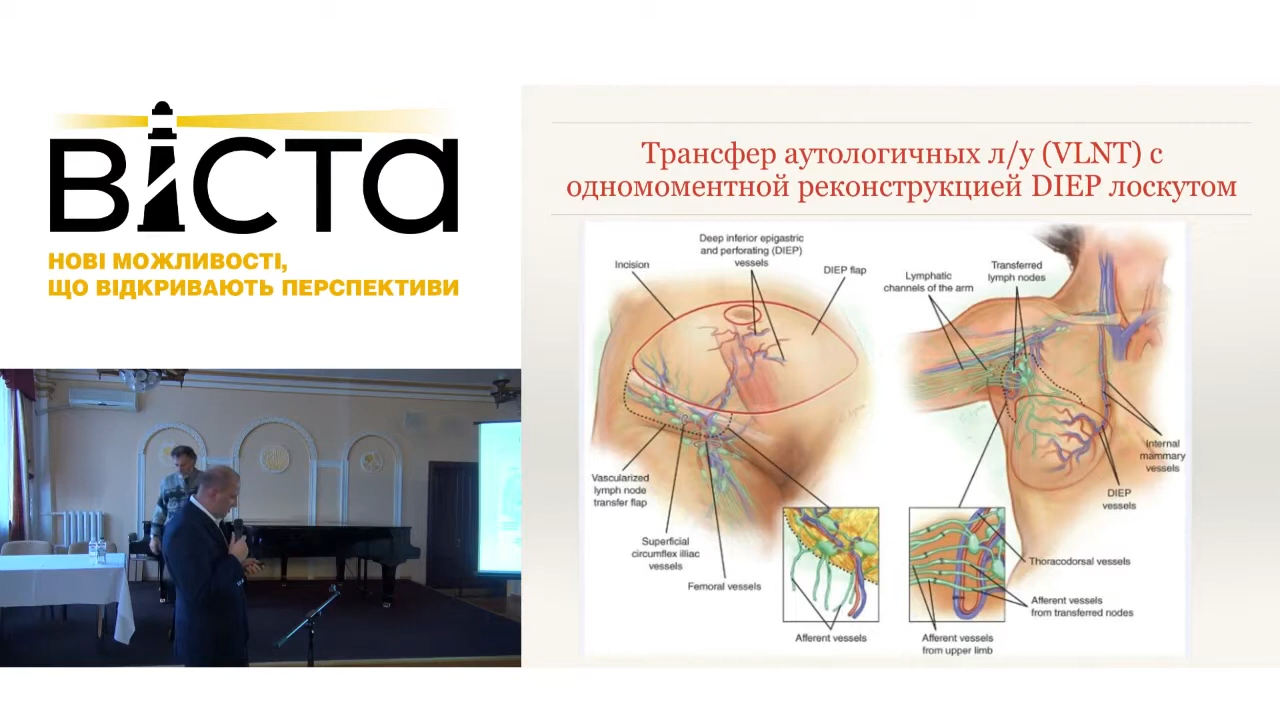 ВіСТА
НОВІ МОЖЛИВОСТІ,
ЩО ВІДКРИВАЮТЬ ПЕРСПЕКТИВИ
Трансфер аутологичных л/у (VLNT) с
одномоментной реконструкцией DIEP лоскутом
Incision
Deep inferior epigastric
and perforating (DIEP)
vessels
DIEP flap
Vascularized
lymph node
transfer flap
Superficial
circumflex illiac
vessels
Femoral vessels
Afferent vessels
Lymphatic
channels of the arm
Transferred
lymph nodes
Internal
mammary
vessels
DIEP
vessels
Thoracodorsal vessels
Afferent vessels
from transferred nodes
Afferent vessels
from upper limb